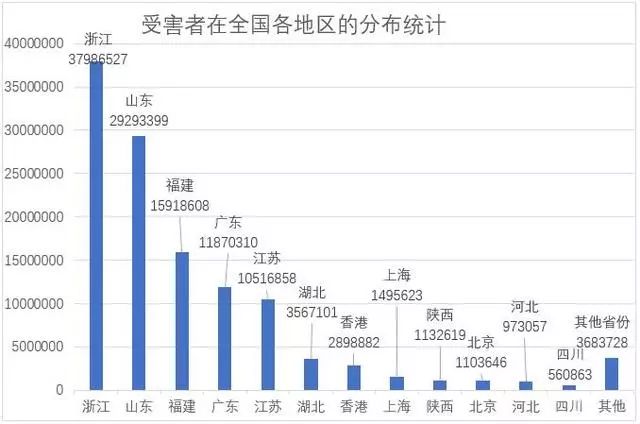 受害者在全国各地区的分布统计
40000000
35000000
30000000
25000000
20000000
15000000
10000000
5000000
0
浙江
37986527
山东
29293399
福建
15918608
广东
11870310
江苏
10516858
湖北
3567101
香港
2898882
上海
1495623
陕西
1132619
北京
1103646
河北
973057
四川
560863
其他省份
3683728
浙江 山东 福建 广东 江苏 湖北 香港 上海 陕西 北京 河北 四川 其他